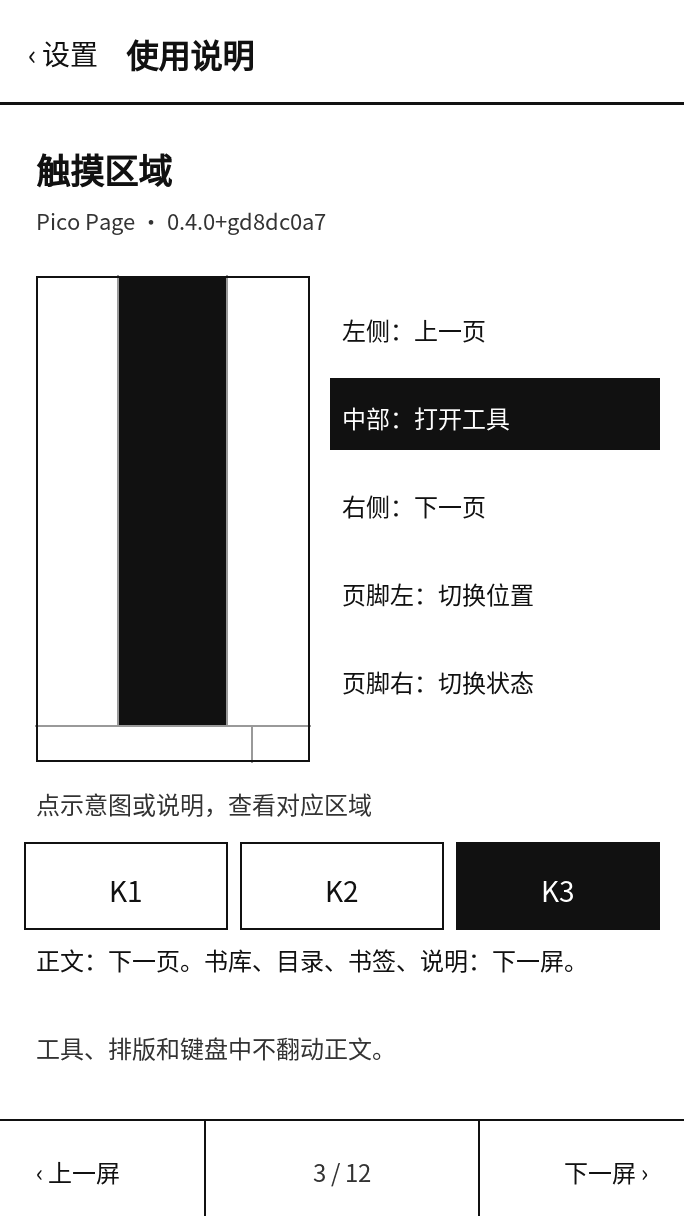 ‹ 设置 使用说明
触摸区域
Pico Page · 0.4.0+gd8dc0a7
左侧：上一页
中部：打开工具
右侧：下一页
页脚左：切换位置
页脚右：切换状态
点示意图或说明，查看对应区域
K1 K2 K3
正文：下一页。书库、目录、书签、说明：下一屏。
工具、排版和键盘中不翻动正文。
‹ 上一屏 3 / 12 下一屏 ›